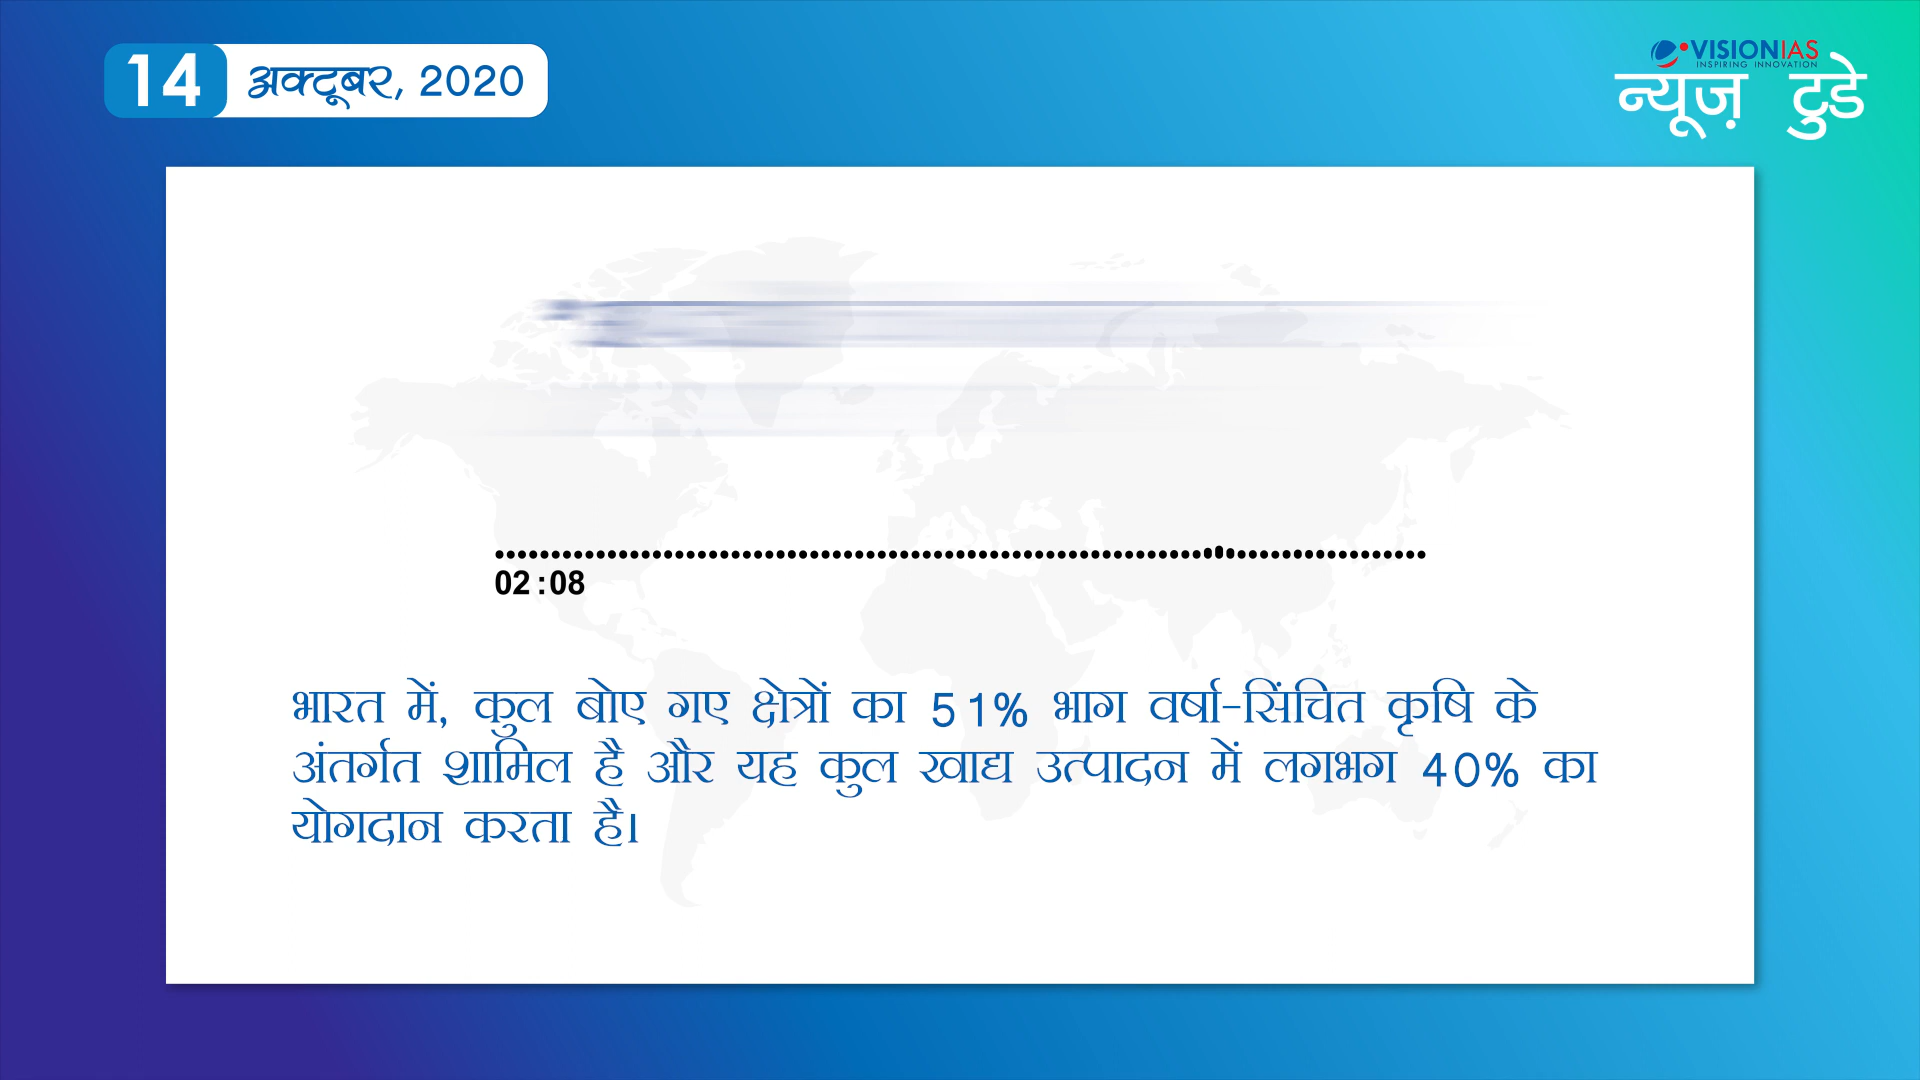 14 अक्टूबर, 2020
VISIONIAS
INSPIRING INNOVATION
न्यूज़ टुडे
02:08
भारत में, कुल बोए गए क्षेत्रों का 51% भाग वर्षा-सिंचित कृषि के
अंतर्गत शामिल है और यह कुल खाद्य उत्पादन में लगभग 40% का
योगदान करता है।